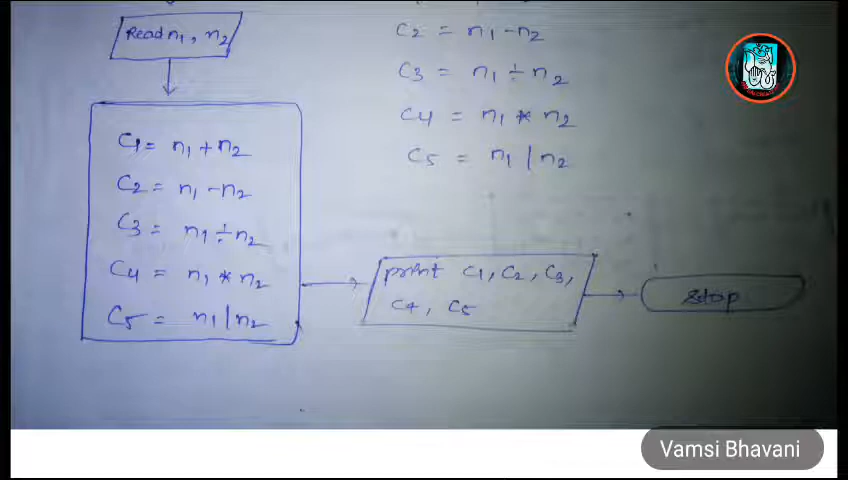 Read n1, n2
C2 = n1 - n2
C3 = n1 ÷ n2
C4 = n1 * n2
C5 = n1 | n2
C1 = n1 + n2
C2 = n1 - n2
C3 = n1 ÷ n2
C4 = n1 * n2
C5 = n1 | n2
print C1, C2, C3,
C4, C5
stop
Vamsi Bhavani